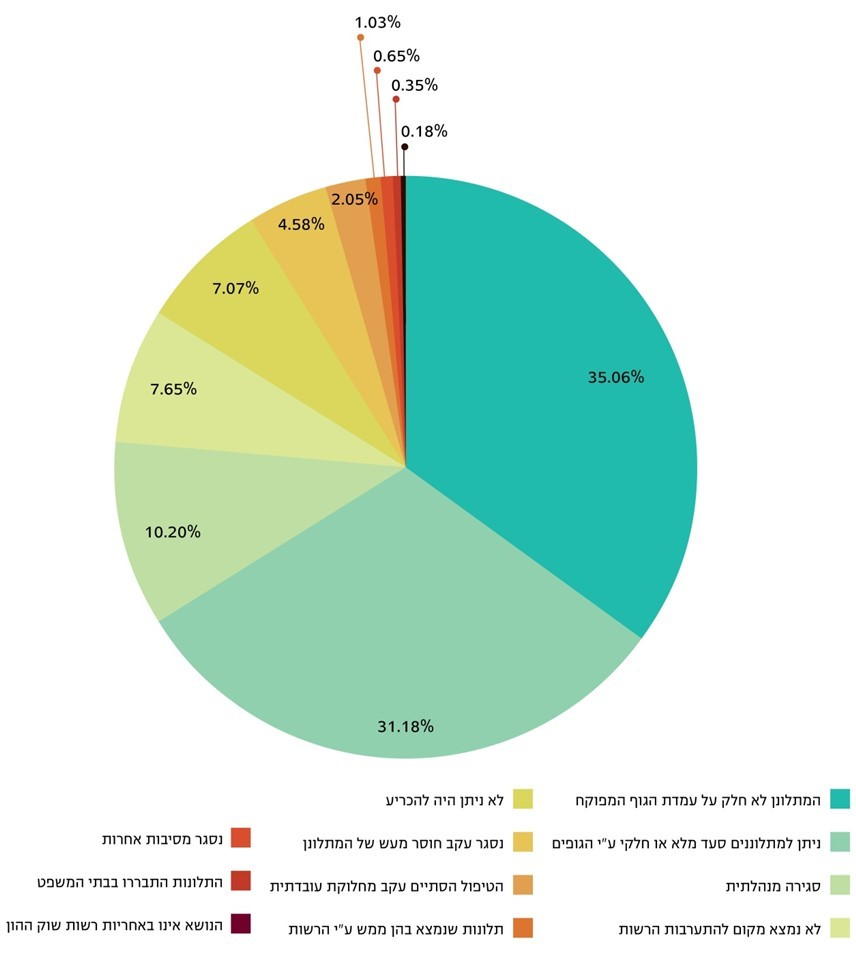 1.03%
0.65%
0.35%
0.18%
2.05%
4.58%
7.07%
35.06%
7.65%
10.20%
31.18%
המתלונן לא חלק על עמדת הגוף המפוקח
ניתן למתלוננים סעד מלא או חלקי ע״י הגופים
סגירה מנהלתית
לא נמצא מקום להתערבות הרשות
לא ניתן היה להכריע
נסגר עקב חוסר מעש של המתלונן
הטיפול הסתיים עקב מחלוקת עובדתית
תלונות שנמצא בהן ממש ע״י הרשות
נסגר מסיבות אחרות
התלונות התבררו בבתי המשפט
הנושא אינו באחריות רשות שוק ההון